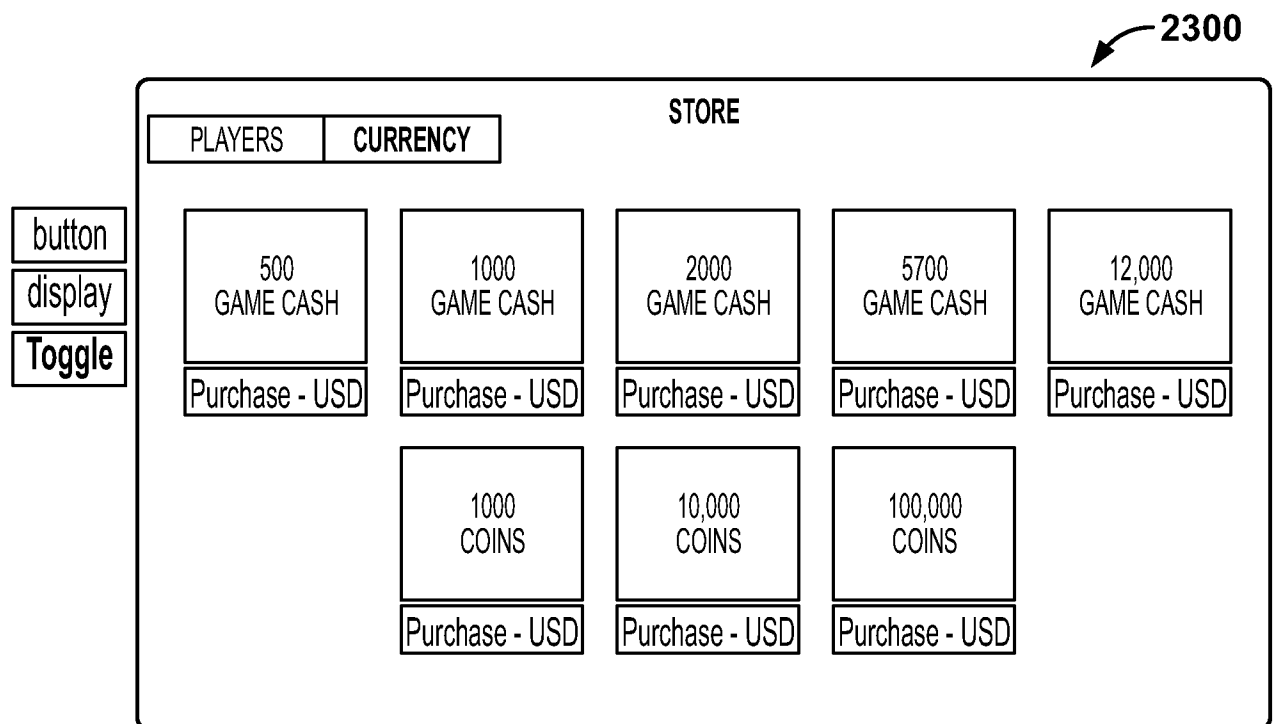 2300
STORE
PLAYERS CURRENCY
button
display
Toggle
500 GAME CASH
1000 GAME CASH
2000 GAME CASH
5700 GAME CASH
12,000 GAME CASH
Purchase - USD Purchase - USD Purchase - USD Purchase - USD Purchase - USD
1000 COINS
10,000 COINS
100,000 COINS
Purchase - USD Purchase - USD Purchase - USD